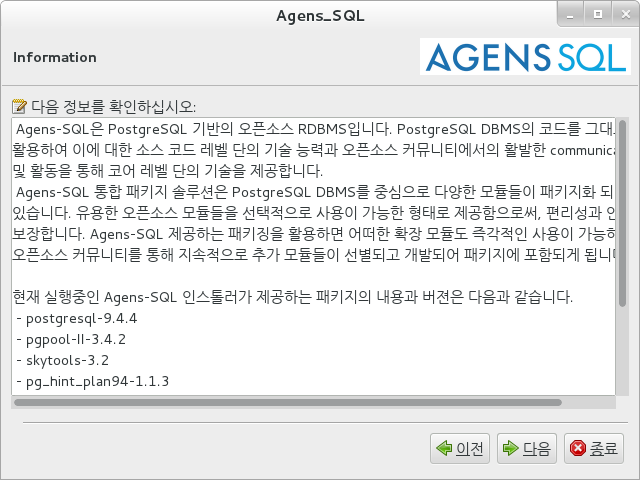 Agens_SQL
Information
AGENS SQL
다음 정보를 확인하십시오:
Agens-SQL은 PostgreSQL 기반의 오픈소스 RDBMS입니다. PostgreSQL DBMS의 코드를 그대
활용하여 이에 대한 소스 코드 레벨 단의 기술 능력과 오픈소스 커뮤니티에서의 활발한 communica
및 활동을 통해 코어 레벨 단의 기술을 제공합니다.
Agens-SQL 통합 패키지 솔루션은 PostgreSQL DBMS를 중심으로 다양한 모듈들이 패키지화 되
있습니다. 유용한 오픈소스 모듈들을 선택적으로 사용이 가능한 형태로 제공함으로써, 편리성과
보장합니다. Agens-SQL 제공하는 패키징을 활용하면 어떠한 확장 모듈도 즉각적인 사용이 가능하
오픈소스 커뮤니티를 통해 지속적으로 추가 모듈들이 선별되고 개발되어 패키지에 포함되게 됩니
현재 실행중인 Agens-SQL 인스톨러가 제공하는 패키지의 내용과 버젼은 다음과 같습니다.
- postgresql-9.4.4
- pgpool-II-3.4.2
- skytools-3.2
- pg_hint_plan94-1.1.3
이전
다음
종료